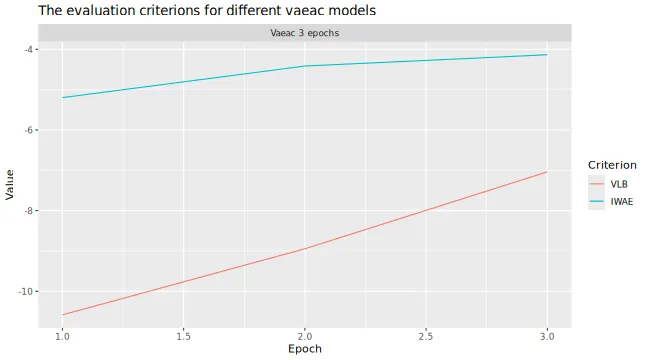 The evaluation criterions for different vaeac models
Vaeac 3 epochs
-4
-6
-8
-10
Value
1.0 1.5 2.0 2.5 3.0
Epoch
Criterion
VLB
IWAE